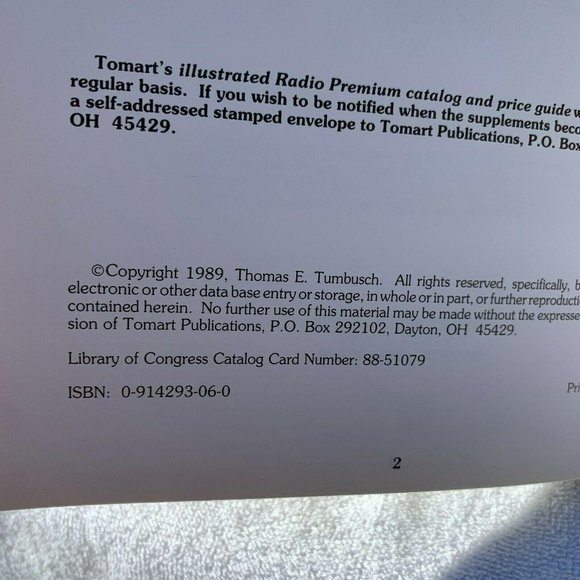 Tomart's illustrated Radio Premium catalog and price guide w
regular basis. If you wish to be notified when the supplements beco
a self-addressed stamped envelope to Tomart Publications, P.O. Box
OH 45429.
©Copyright 1989, Thomas E. Tumbusch. All rights reserved, specifically, b
electronic or other data base entry or storage, in whole or in part, or further reproducti
contained herein. No further use of this material may be made without the expresse
sion of Tomart Publications, P.O. Box 292102, Dayton, OH 45429.
Library of Congress Catalog Card Number: 88-51079
ISBN: 0-914293-06-0
Pri
2